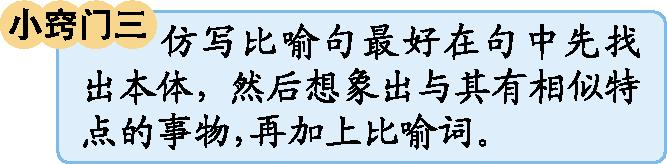 小窍门三
仿写比喻句最好在句中先找
出本体，然后想象出与其有相似特
点的事物，再加上比喻词。